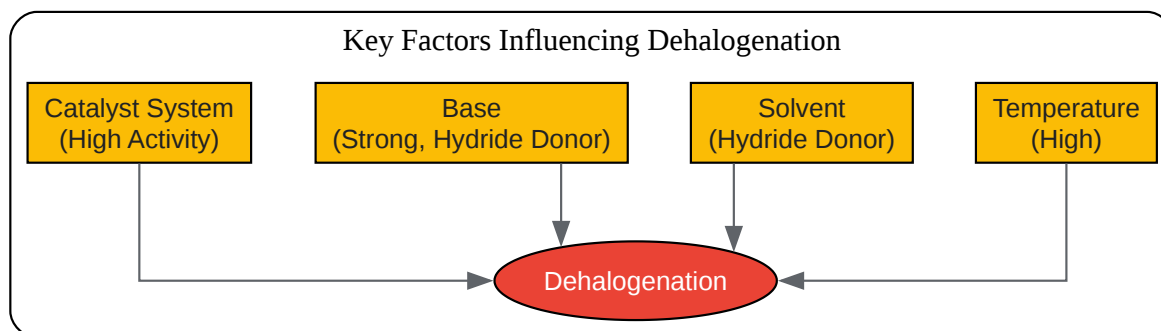 Key Factors Influencing Dehalogenation
Catalyst System
(High Activity)
Base
(Strong, Hydride Donor)
Solvent
(Hydride Donor)
Temperature
(High)
Dehalogenation